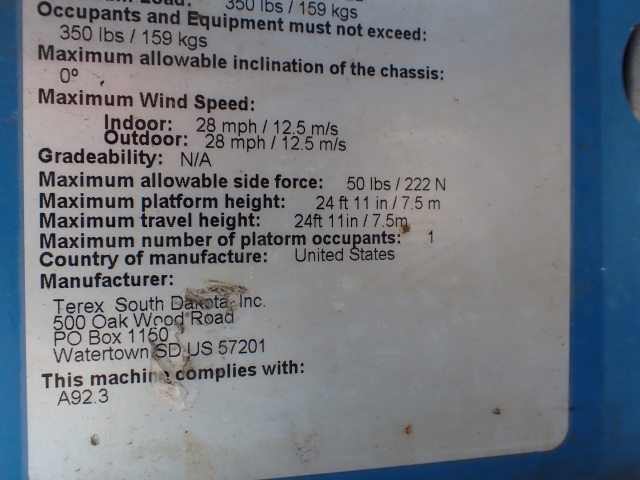 Load: 350 lbs / 159 kgs
Occupants and Equipment must not exceed:
350 lbs / 159 kgs
Maximum allowable inclination of the chassis:
0º
Maximum Wind Speed:
Indoor: 28 mph / 12.5 m/s
Outdoor: 28 mph / 12.5 m/s
Gradeability: N/A
Maximum allowable side force: 50 lbs / 222 N
Maximum platform height: 24 ft 11 in / 7.5 m
Maximum travel height: 24ft 11in / 7.5m
Maximum number of platorm occupants: 1
Country of manufacture: United States
Manufacturer:
Terex South Dakota, Inc.
500 Oak Wood Road
PO Box 1150
Watertown SD US 57201
This machine complies with:
A92.3